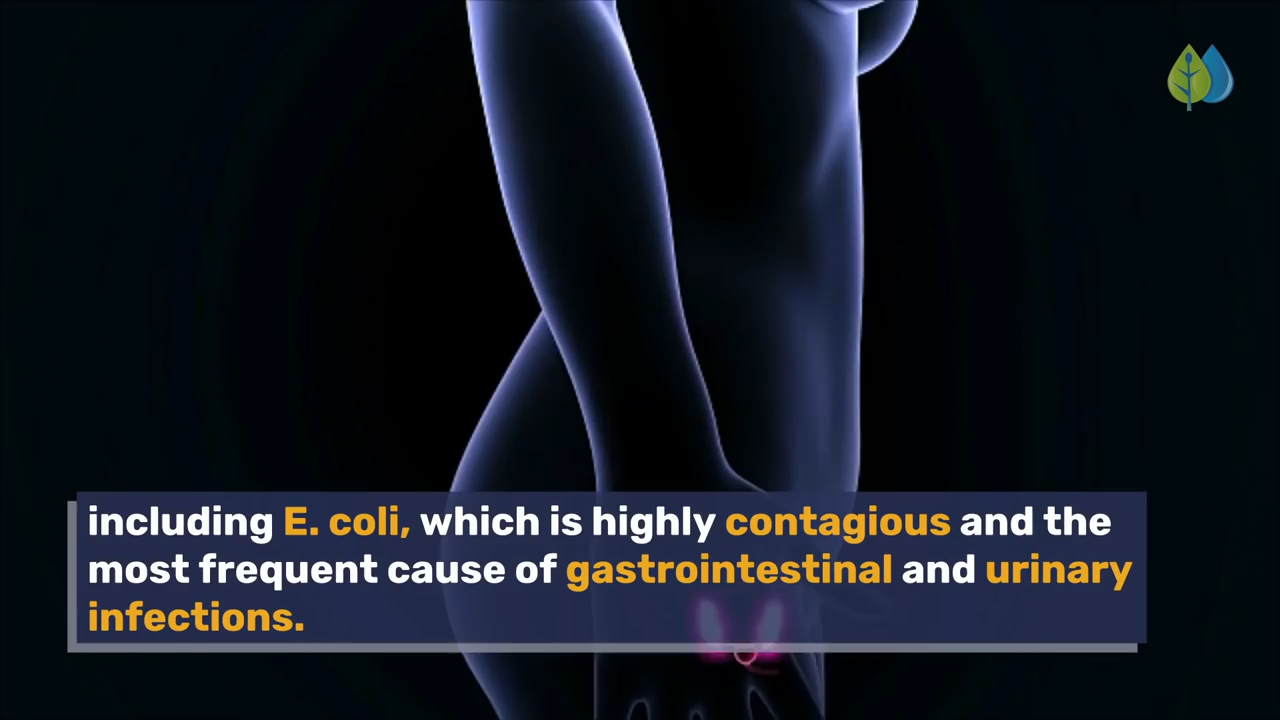 including E. coli, which is highly contagious and the
most frequent cause of gastrointestinal and urinary
infections.